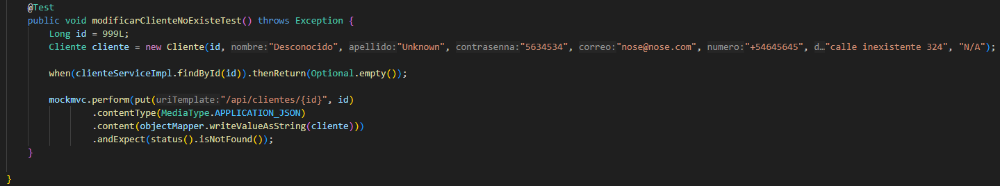 @Test
public void modificarClienteNoExisteTest() throws Exception {
Long id = 999L;
Cliente cliente = new Cliente(id, nombre:"Desconocido", apellido:"Unknown", contrasenna:"5634534", correo:"nose@nose.com", numero:"+54645645", d…"calle inexistente 324", "N/A");
when(clienteServiceImpl.findById(id)).thenReturn(Optional.empty());
mockmvc.perform(put(uriTemplate:"/api/clientes/{id}", id)
.contentType(MediaType.APPLICATION_JSON)
.content(objectMapper.writeValueAsString(cliente)))
.andExpect(status().isNotFound());
}
}